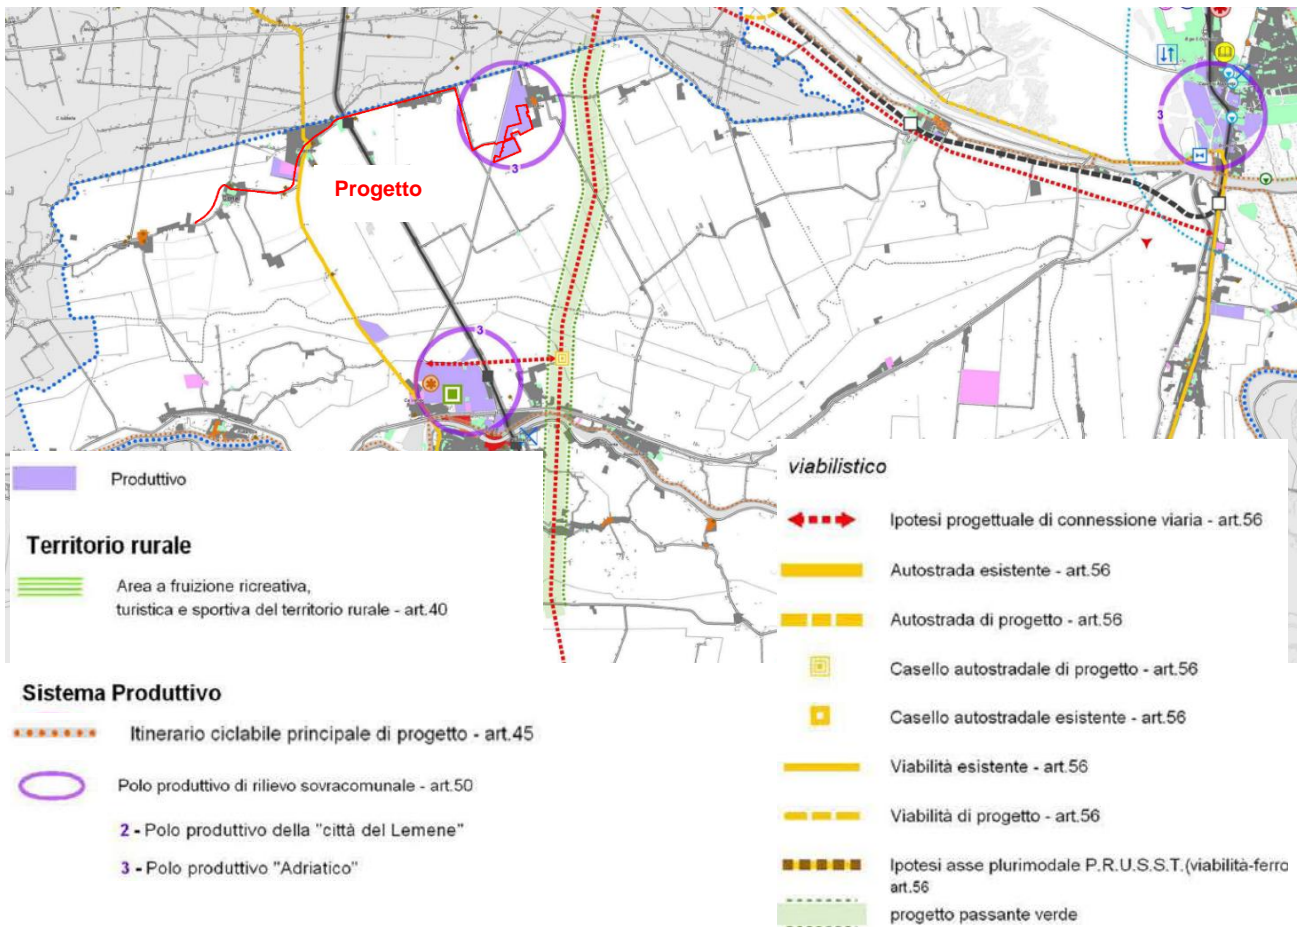 Progetto
3
3
3
Produttivo
Territorio rurale
Area a fruizione ricreativa,
turistica e sportiva del territorio rurale - art.40
Sistema Produttivo
Itinerario ciclabile principale di progetto - art.45
Polo produttivo di rilievo sovracomunale - art.50
2 - Polo produttivo della "città del Lemene"
3 - Polo produttivo "Adriatico"
viabilistico
Ipotesi progettuale di connessione viaria - art.56
Autostrada esistente - art.56
Autostrada di progetto - art.56
Casello autostradale di progetto - art.56
Casello autostradale esistente - art.56
Viabilità esistente - art.56
Viabilità di progetto - art.56
Ipotesi asse plurimodale P.R.U.S.S.T.(viabilità-ferro
art.56
progetto passante verde